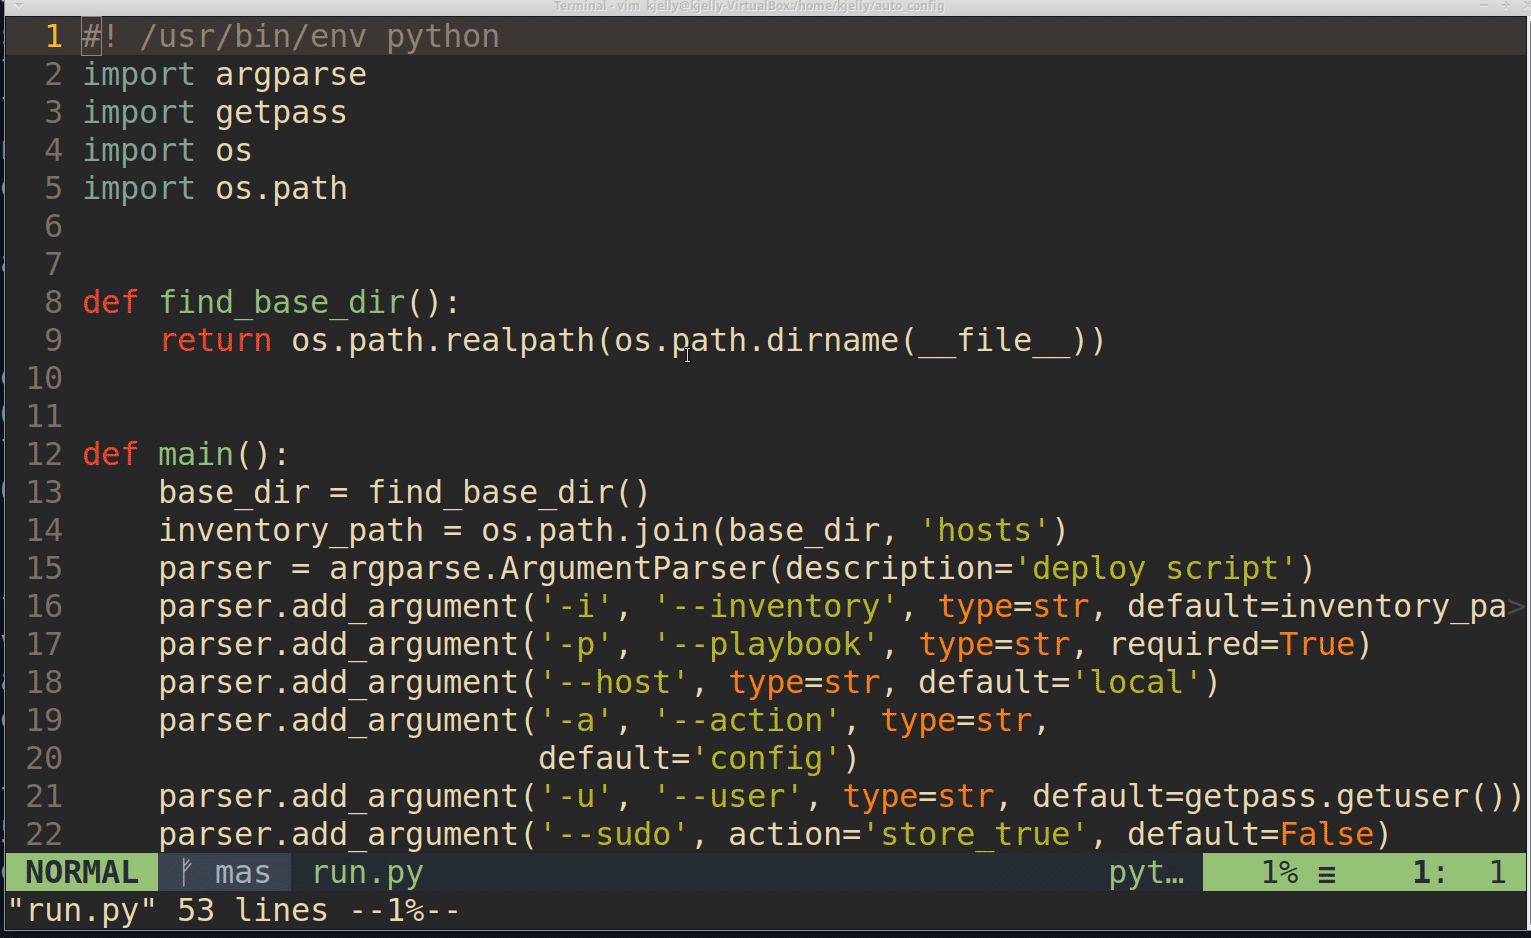 Terminal - vim kjelly@kjelly-VirtualBox:/home/kjelly/auto_config
1 #! /usr/bin/env python
2 import argparse
3 import getpass
4 import os
5 import os.path
6
7
8 def find_base_dir():
9     return os.path.realpath(os.path.dirname(__file__))
10
11
12 def main():
13     base_dir = find_base_dir()
14     inventory_path = os.path.join(base_dir, 'hosts')
15     parser = argparse.ArgumentParser(description='deploy script')
16     parser.add_argument('-i', '--inventory', type=str, default=inventory_pa>
17     parser.add_argument('-p', '--playbook', type=str, required=True)
18     parser.add_argument('--host', type=str, default='local')
19     parser.add_argument('-a', '--action', type=str,
20                         default='config')
21     parser.add_argument('-u', '--user', type=str, default=getpass.getuser())
22     parser.add_argument('--sudo', action='store_true', default=False)
NORMAL ᚠ mas run.py pyt… 1% ≡ 1: 1
"run.py" 53 lines --1%--